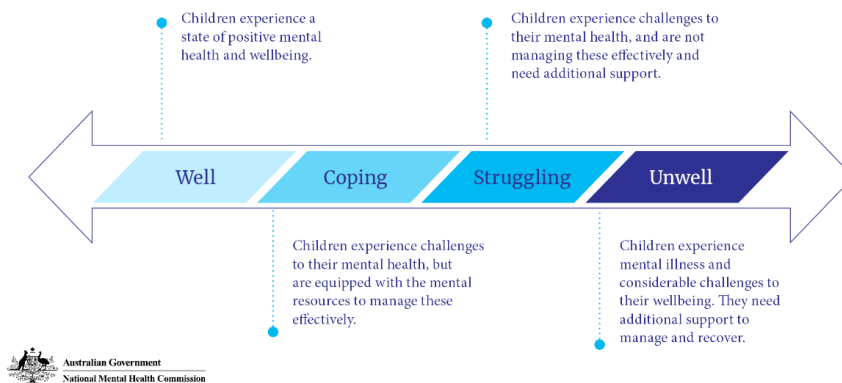 Children experience a
state of positive mental
health and wellbeing.
Children experience challenges to
their mental health, and are not
managing these effectively and
need additional support.
Well
Coping
Struggling
Unwell
Children experience challenges
to their mental health, but
are equipped with the mental
resources to manage these
effectively.
Children experience
mental illness and
considerable challenges to
their wellbeing. They need
additional support to
manage and recover.
Australian Government
National Mental Health Commission